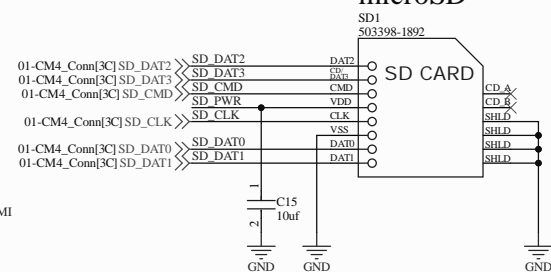 microSD
SD1
503398-1892
01-CM4_Conn[3C] SD_DAT2 SD_DAT2 DAT2
01-CM4_Conn[3C] SD_DAT3 SD_DAT3 CD/DAT3
01-CM4_Conn[3C] SD_CMD SD_CMD CMD
SD_PWR VDD
01-CM4_Conn[3C] SD_CLK SD_CLK CLK
VSS
01-CM4_Conn[3C] SD_DAT0 SD_DAT0 DAT0
01-CM4_Conn[3C] SD_DAT1 SD_DAT1 DAT1
SD CARD
CD_A
CD_B
SHLD
SHLD
SHLD
SHLD
1
C15
10uf
2
MI
GND
GND
GND